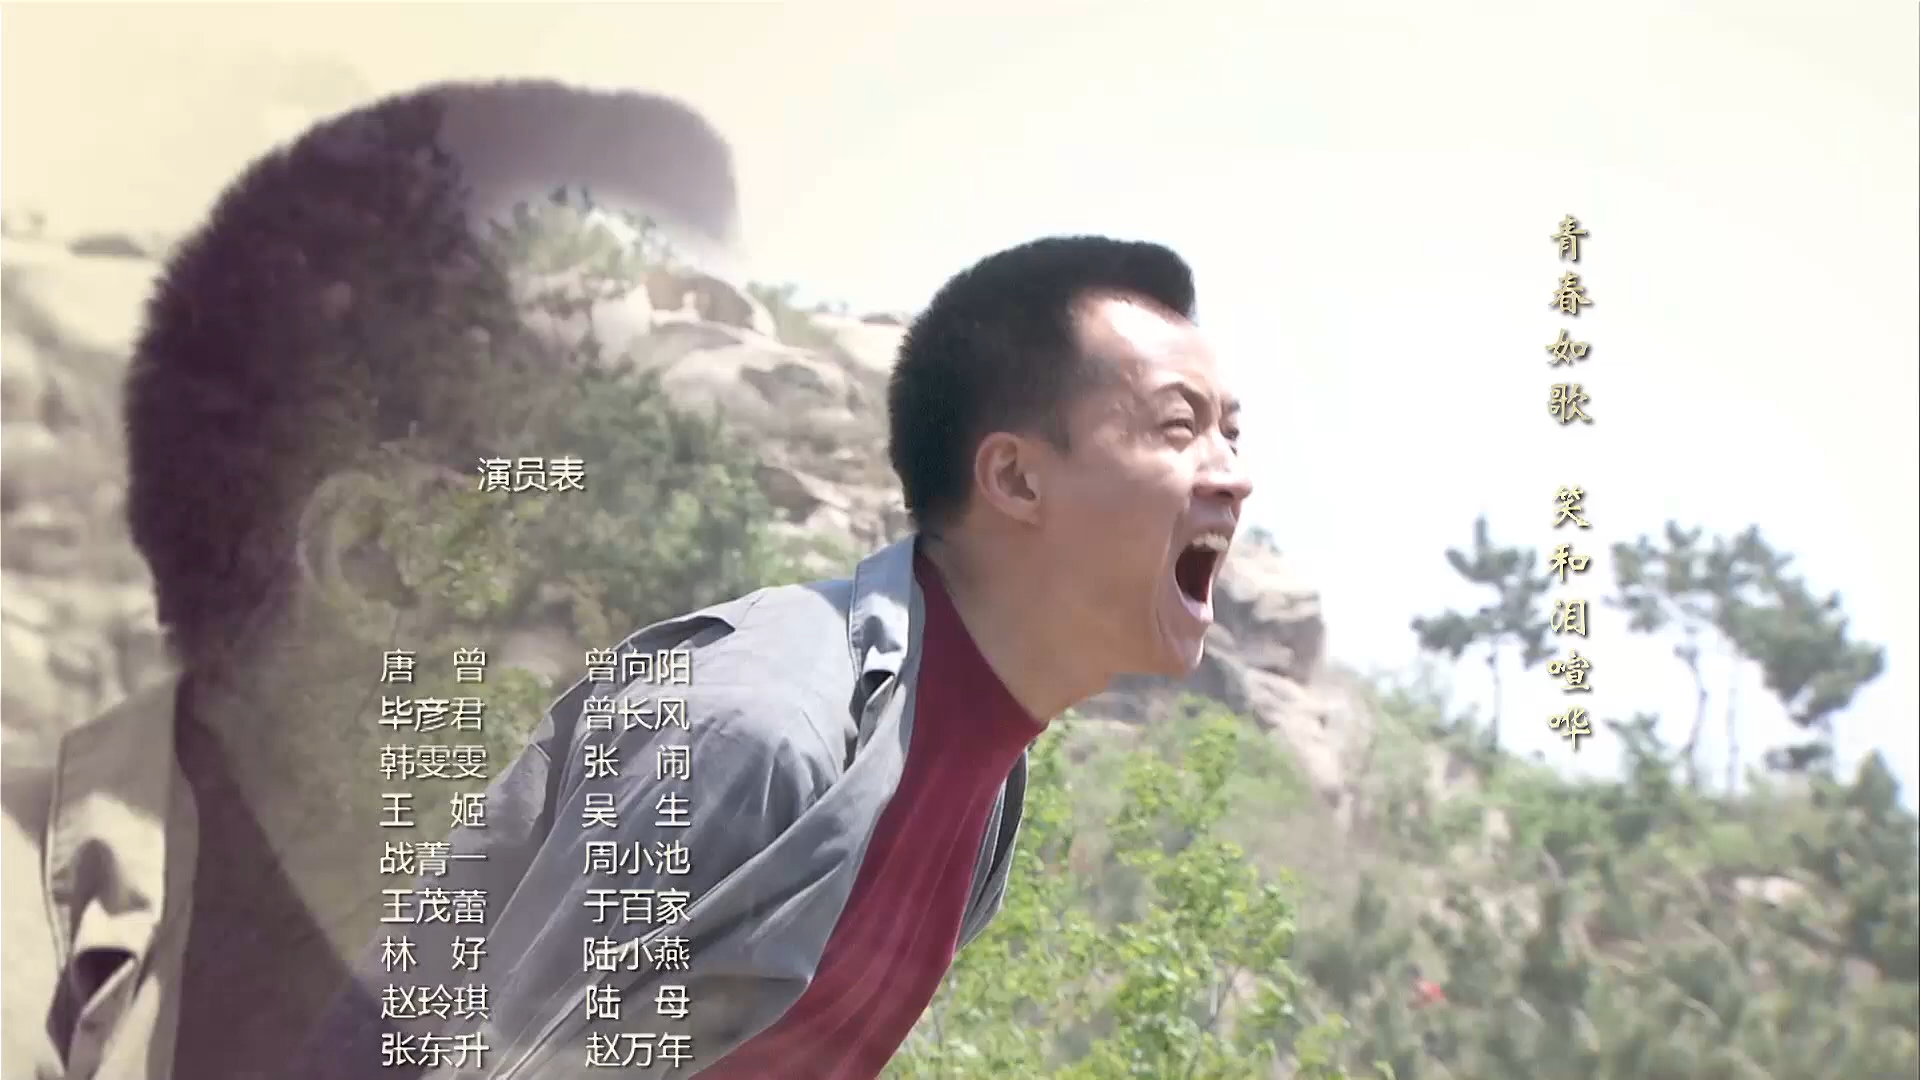 演员表
唐　曾　　曾向阳
毕彦君　　曾长风
韩雯雯　　张　闹
王　姬　　吴　生
战菁一　　周小池
王茂蕾　　于百家
林　好　　陆小燕
赵玲琪　　陆　母
张东升　　赵万年
青春如歌　笑和泪喧哗